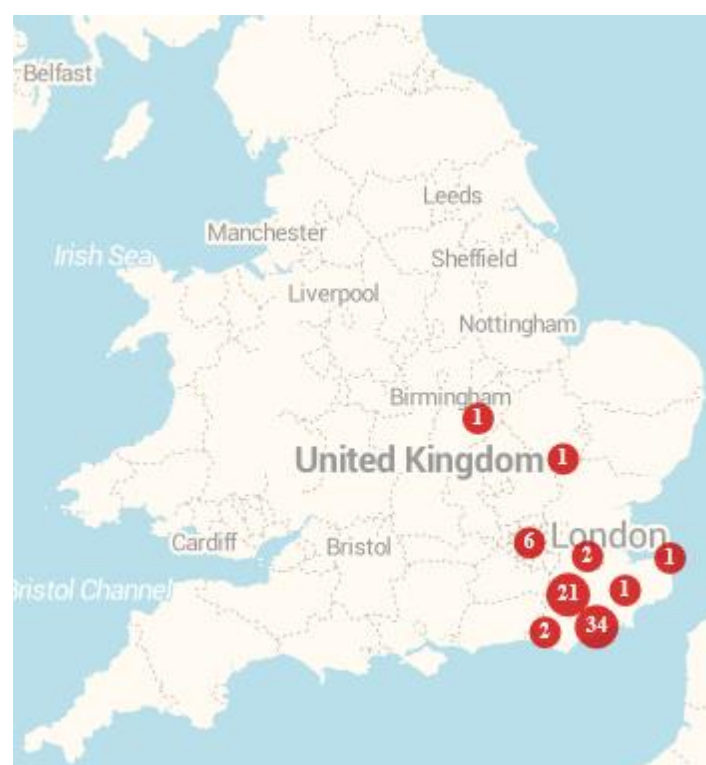 Belfast
Leeds
Manchester
Irish Sea
Sheffield
Liverpool
Nottingham
Birmingham
1
United Kingdom
1
Cardiff
Bristol
6
London
2
1
Bristol Channel
21
1
2
34